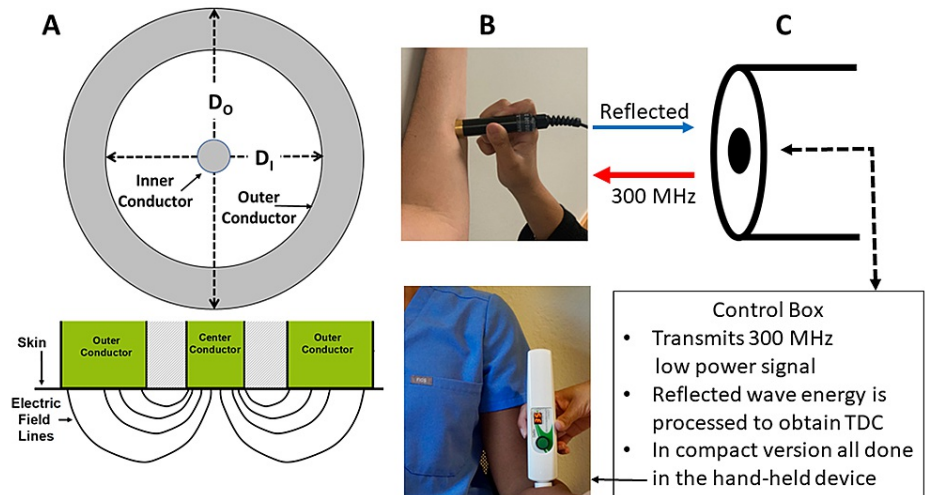 A
B
C
D₀
Dᵢ
Inner
Conductor
Outer
Conductor
Skin
Outer
Conductor
Center
Conductor
Outer
Conductor
Electric
Field
Lines
Reflected
300 MHz
Control Box
• Transmits 300 MHz
low power signal
• Reflected wave energy is
processed to obtain TDC
• In compact version all done
in the hand-held device